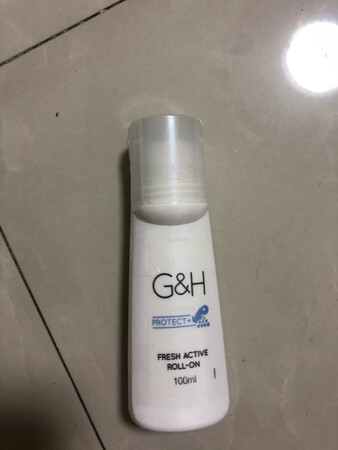 G&H
PROTECT+
FRESH ACTIVE
ROLL-ON
100ml